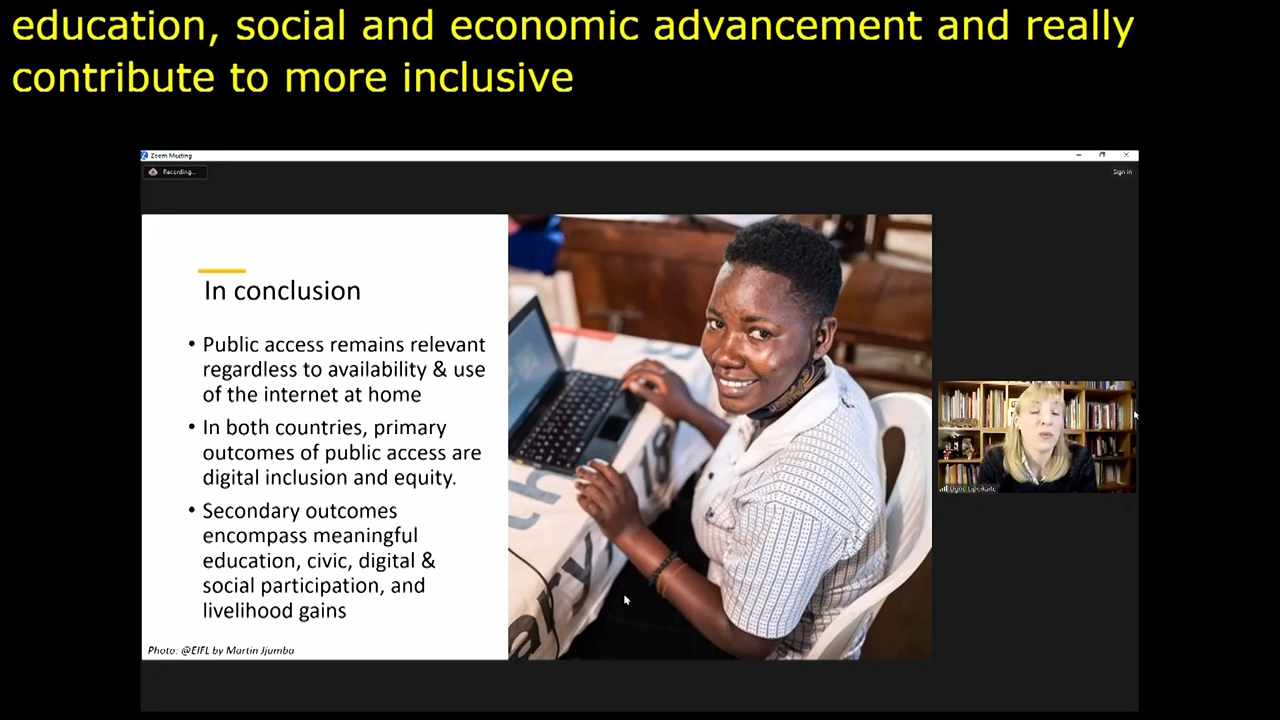 education, social and economic advancement and really
contribute to more inclusive
Zoom Meeting
Recording...
Sign in
In conclusion
• Public access remains relevant
regardless to availability & use
of the internet at home
• In both countries, primary
outcomes of public access are
digital inclusion and equity.
• Secondary outcomes
encompass meaningful
education, civic, digital &
social participation, and
livelihood gains
Photo: @EIFL by Martin Jjumba